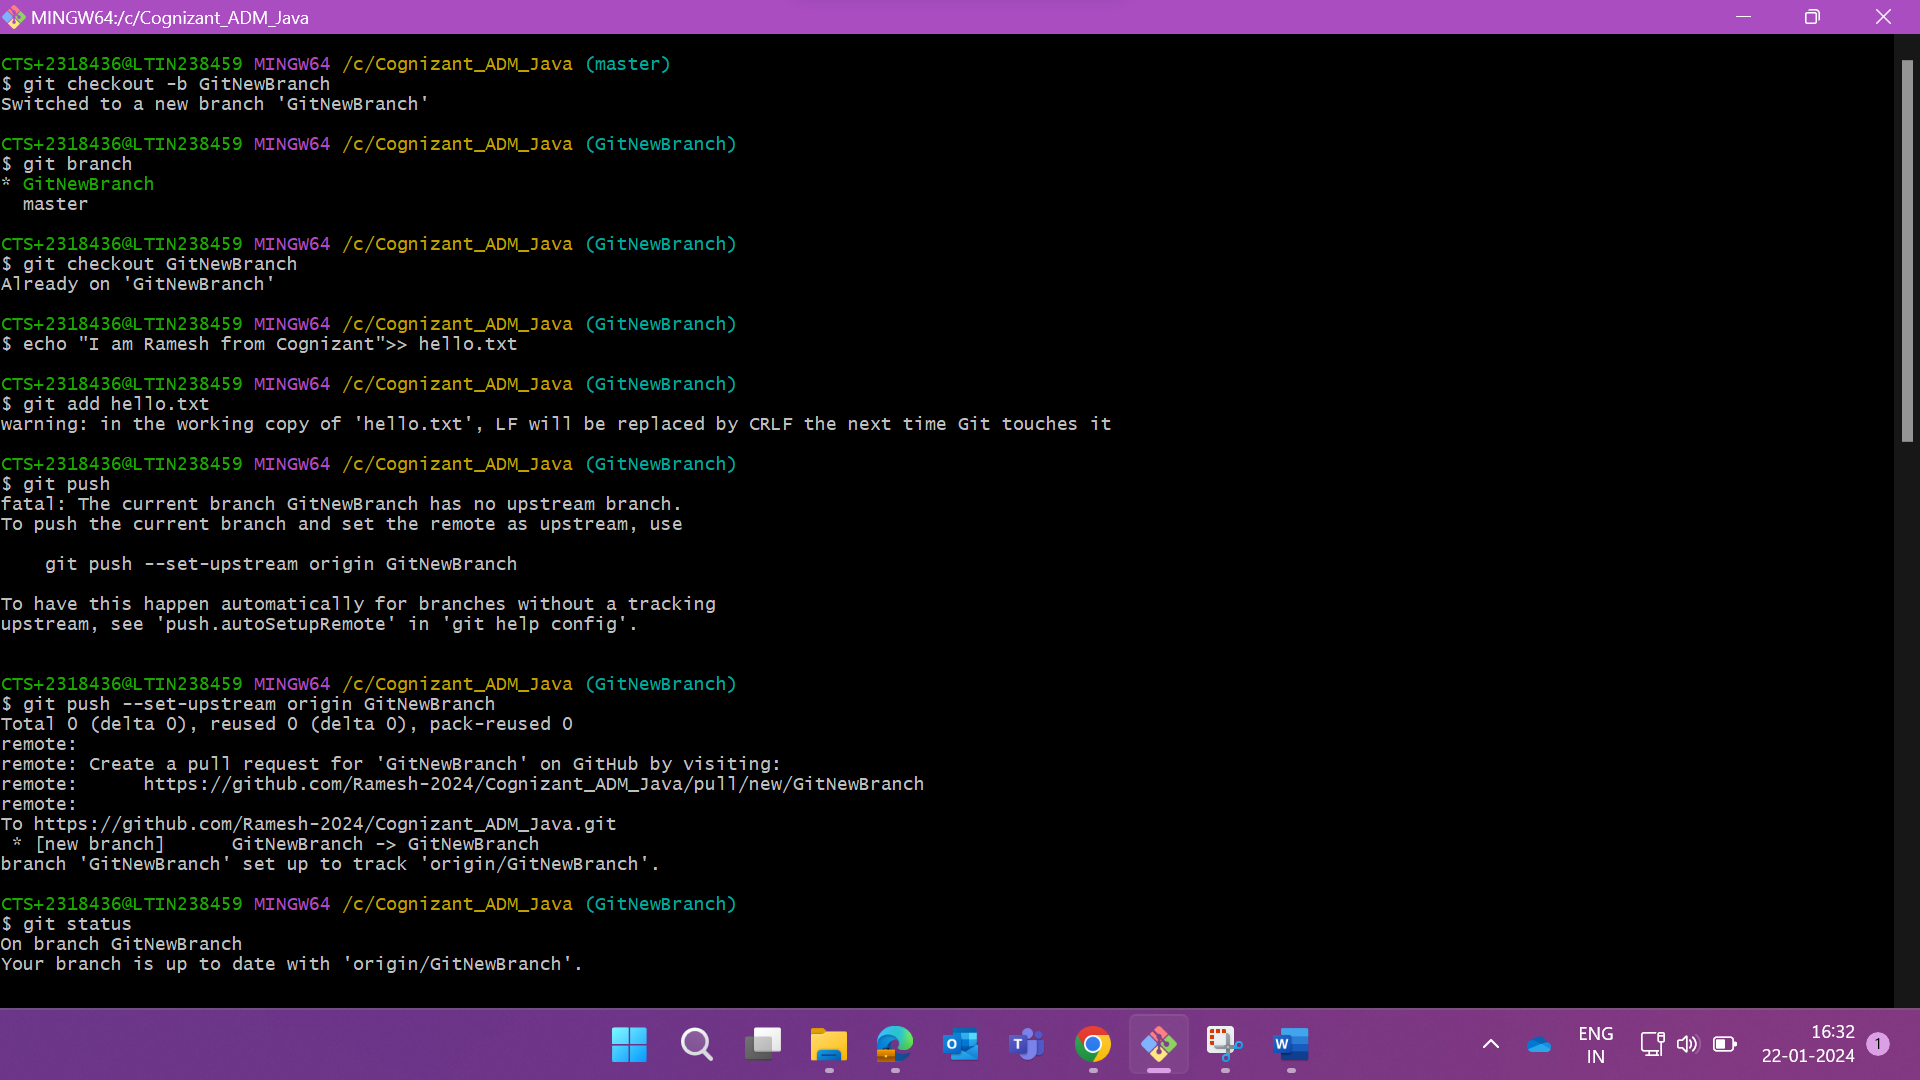 MINGW64:/c/Cognizant_ADM_Java
CTS+2318436@LTIN238459 MINGW64 /c/Cognizant_ADM_Java (master)
$ git checkout -b GitNewBranch
Switched to a new branch 'GitNewBranch'
CTS+2318436@LTIN238459 MINGW64 /c/Cognizant_ADM_Java (GitNewBranch)
$ git branch
* GitNewBranch
master
CTS+2318436@LTIN238459 MINGW64 /c/Cognizant_ADM_Java (GitNewBranch)
$ git checkout GitNewBranch
Already on 'GitNewBranch'
CTS+2318436@LTIN238459 MINGW64 /c/Cognizant_ADM_Java (GitNewBranch)
$ echo "I am Ramesh from Cognizant">> hello.txt
CTS+2318436@LTIN238459 MINGW64 /c/Cognizant_ADM_Java (GitNewBranch)
$ git add hello.txt
warning: in the working copy of 'hello.txt', LF will be replaced by CRLF the next time Git touches it
CTS+2318436@LTIN238459 MINGW64 /c/Cognizant_ADM_Java (GitNewBranch)
$ git push
fatal: The current branch GitNewBranch has no upstream branch.
To push the current branch and set the remote as upstream, use
git push --set-upstream origin GitNewBranch
To have this happen automatically for branches without a tracking
upstream, see 'push.autoSetupRemote' in 'git help config'.
CTS+2318436@LTIN238459 MINGW64 /c/Cognizant_ADM_Java (GitNewBranch)
$ git push --set-upstream origin GitNewBranch
Total 0 (delta 0), reused 0 (delta 0), pack-reused 0
remote:
remote: Create a pull request for 'GitNewBranch' on GitHub by visiting:
remote:      https://github.com/Ramesh-2024/Cognizant_ADM_Java/pull/new/GitNewBranch
remote:
To https://github.com/Ramesh-2024/Cognizant_ADM_Java.git
* [new branch]      GitNewBranch -> GitNewBranch
branch 'GitNewBranch' set up to track 'origin/GitNewBranch'.
CTS+2318436@LTIN238459 MINGW64 /c/Cognizant_ADM_Java (GitNewBranch)
$ git status
On branch GitNewBranch
Your branch is up to date with 'origin/GitNewBranch'.
ENG
IN
16:32
22-01-2024
1